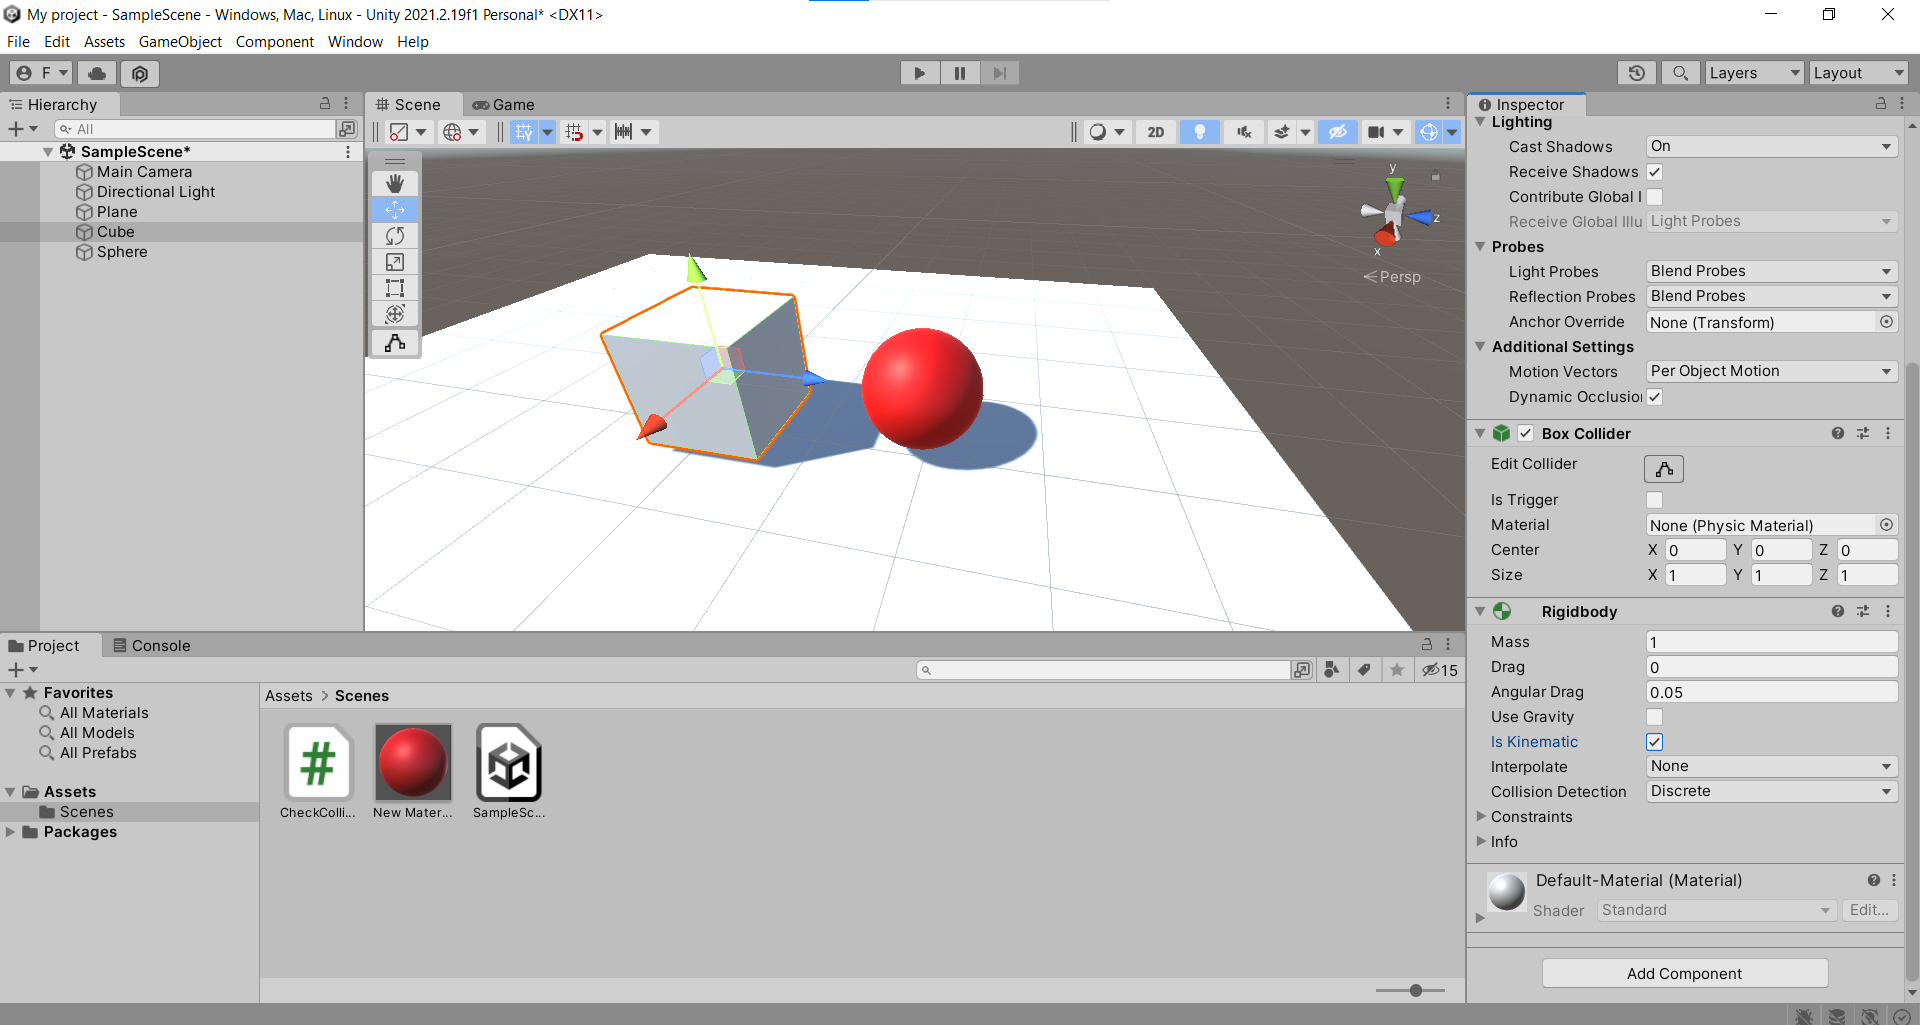 My project - SampleScene - Windows, Mac, Linux - Unity 2021.2.19f1 Personal* <DX11>
File Edit Assets GameObject Component Window Help
F
Layers Layout
Hierarchy
All
SampleScene*
Main Camera
Directional Light
Plane
Cube
Sphere
Scene Game
2D
y
z
x
Persp
Project Console
15
Favorites
All Materials
All Models
All Prefabs
Assets
Scenes
Packages
Assets > Scenes
CheckColli... New Mater... SampleSc...
Inspector
Lighting
Cast Shadows On
Receive Shadows
Contribute Global I
Receive Global Illu Light Probes
Probes
Light Probes Blend Probes
Reflection Probes Blend Probes
Anchor Override None (Transform)
Additional Settings
Motion Vectors Per Object Motion
Dynamic Occlusion
Box Collider
Edit Collider
Is Trigger
Material None (Physic Material)
Center X 0 Y 0 Z 0
Size X 1 Y 1 Z 1
Rigidbody
Mass 1
Drag 0
Angular Drag 0.05
Use Gravity
Is Kinematic
Interpolate None
Collision Detection Discrete
Constraints
Info
Default-Material (Material)
Shader Standard Edit...
Add Component